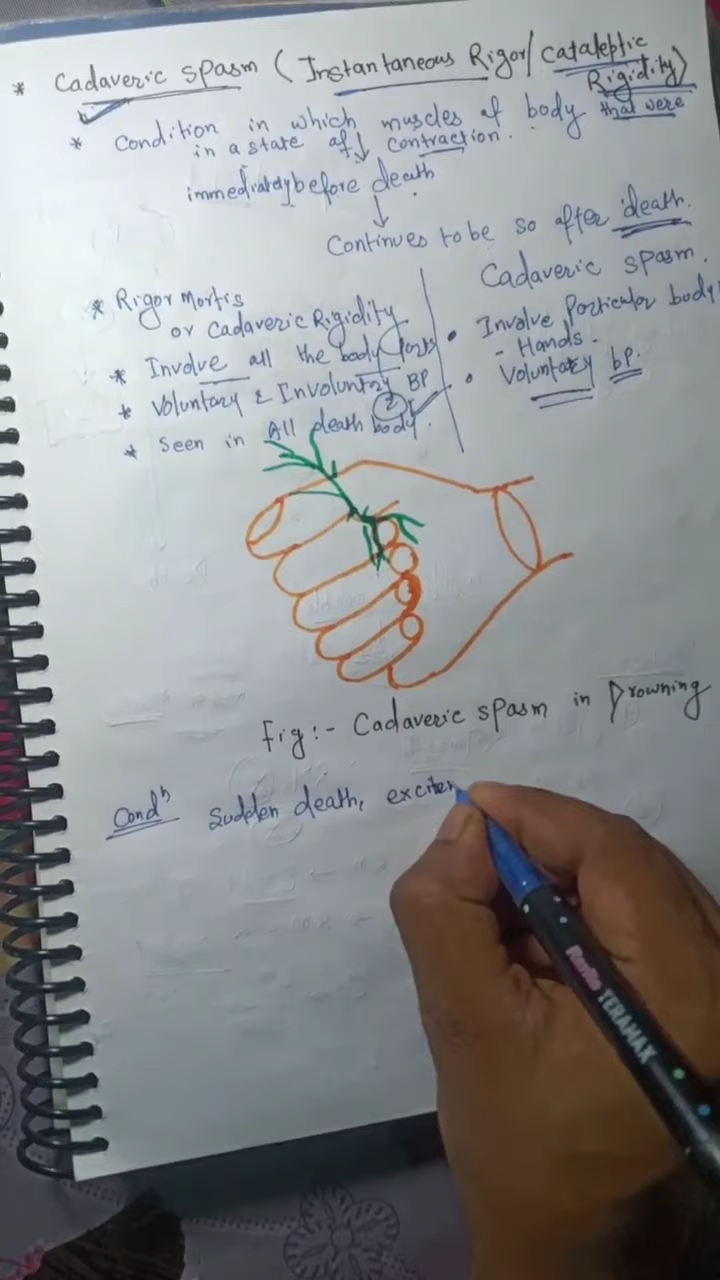 * Cadaveric spasm ( Instantaneous Rigor / Cataleptic
Rigidity)
* Condition in which muscles of body that were
in a state of contraction.
immediately before death
Continues to be so after death.
* Rigor Mortis
or Cadaveric Rigidity
* Involve all the body parts
* Voluntary & Involuntary BP
* Seen in All death body.
Cadaveric spasm.
• Involve Particular body
- Hands -
• Voluntary bp.
Fig :- Cadaveric spasm in Drowning
Condⁿ Sudden death, excitem
Reorito TERAMAX